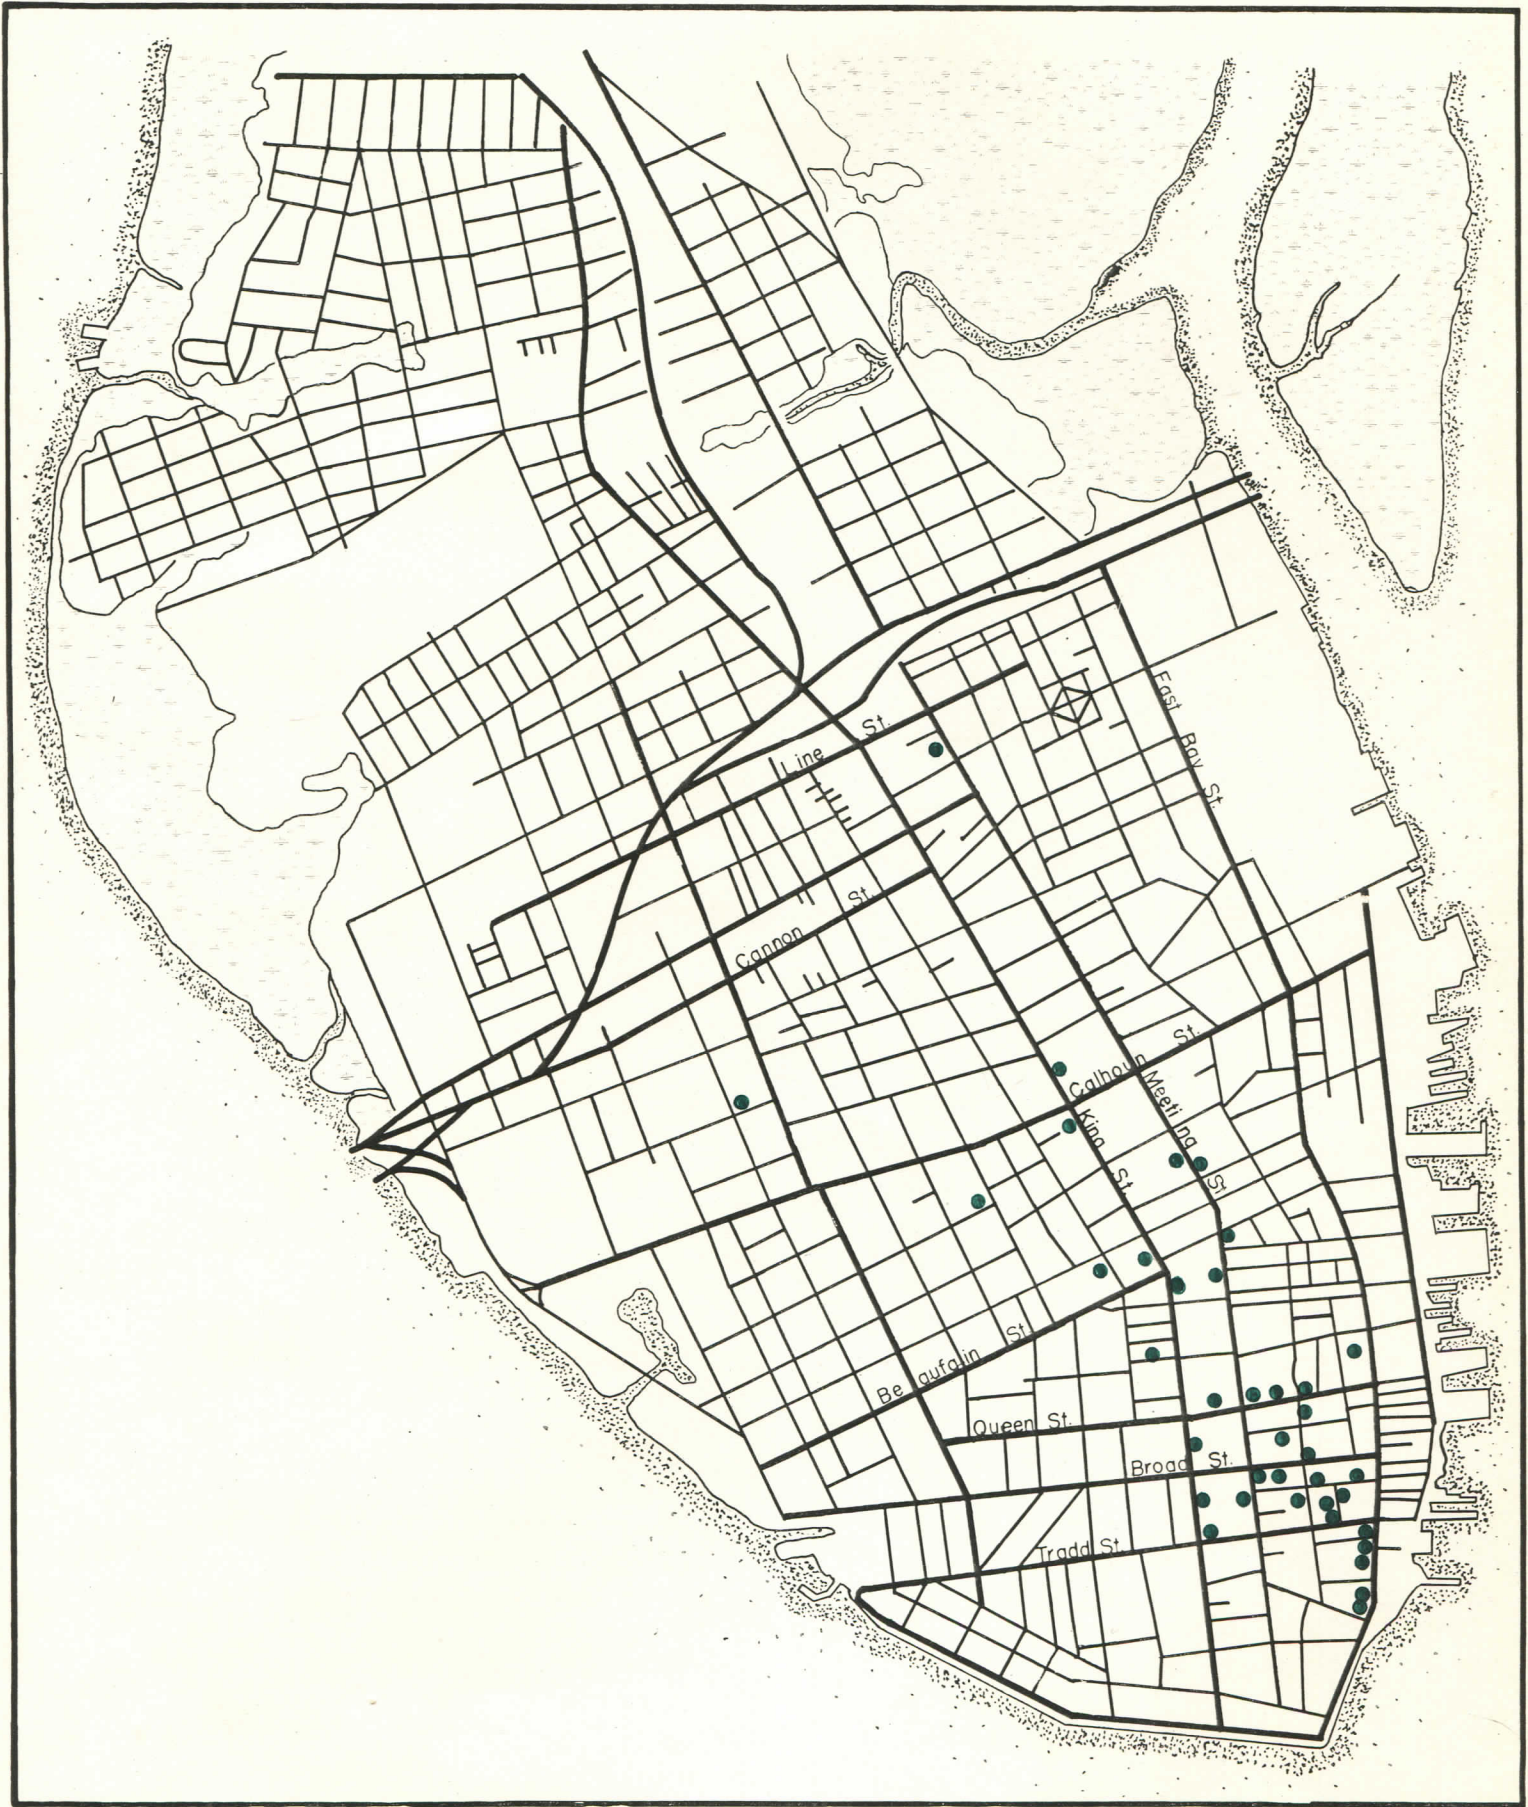 Line St.
East Bay St.
Cannon St.
Calhoun St.
Meeting St.
King St.
Beaufain St.
Queen St.
Broad St.
Tradd St.